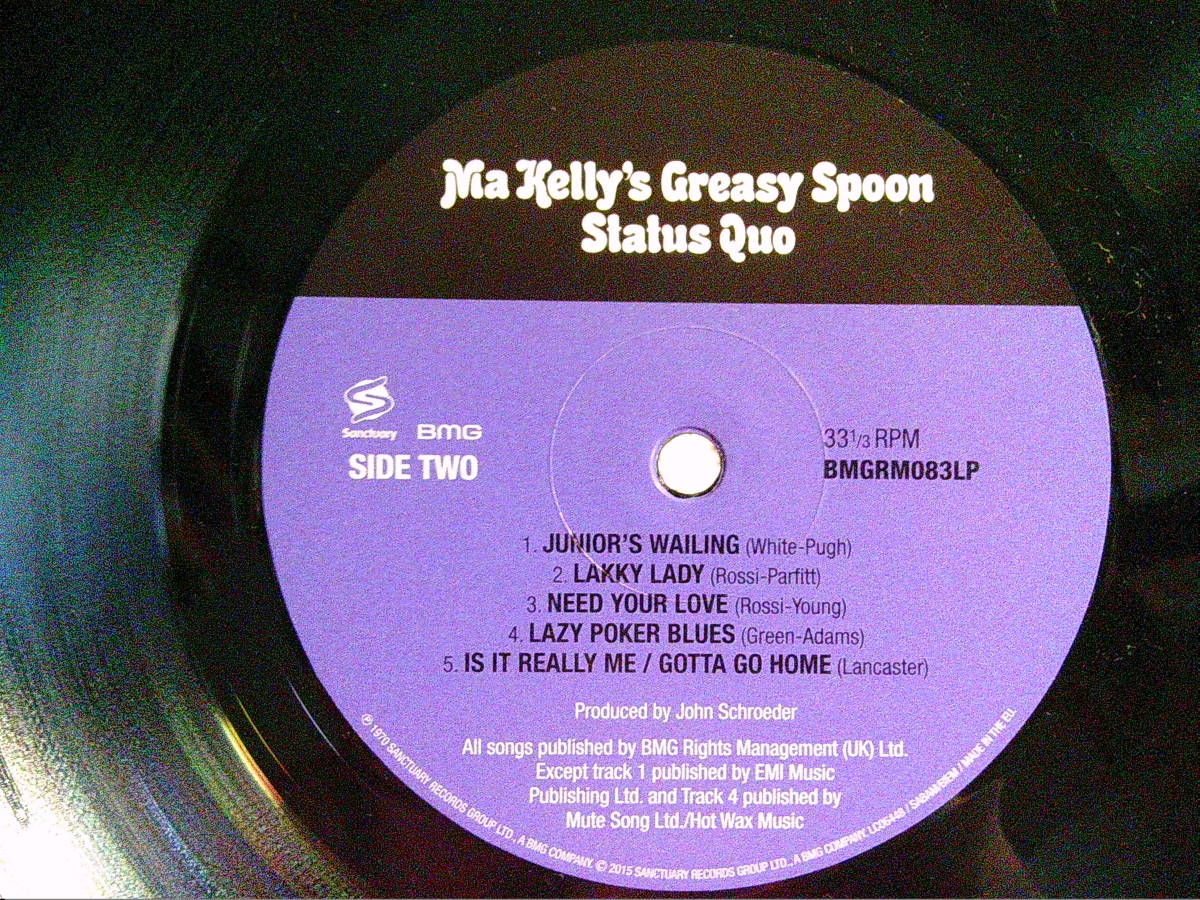 Ma Kelly's Greasy Spoon
Status Quo
Sanctuary BMG
SIDE TWO
33 1/3 RPM
BMGRM083LP
1. JUNIOR'S WAILING (White-Pugh)
2. LAKKY LADY (Rossi-Parfitt)
3. NEED YOUR LOVE (Rossi-Young)
4. LAZY POKER BLUES (Green-Adams)
5. IS IT REALLY ME / GOTTA GO HOME (Lancaster)
Produced by John Schroeder
All songs published by BMG Rights Management (UK) Ltd.
Except track 1 published by EMI Music
Publishing Ltd. and Track 4 published by
Mute Song Ltd./Hot Wax Music
℗ 1970 SANCTUARY RECORDS GROUP LTD., A BMG COMPANY. © 2015 SANCTUARY RECORDS GROUP LTD., A BMG COMPANY. LC06448 / SABAM/BIEM / MADE IN THE EU.